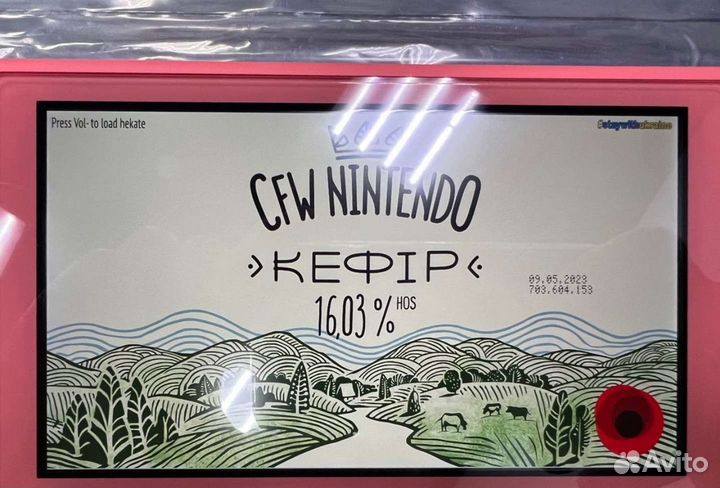 Press Vol- to load hekate
#staywithukraine
CFW NINTENDO
КЕФІР
16,03 % HOS
09.05.2023
703.604.153
Avito